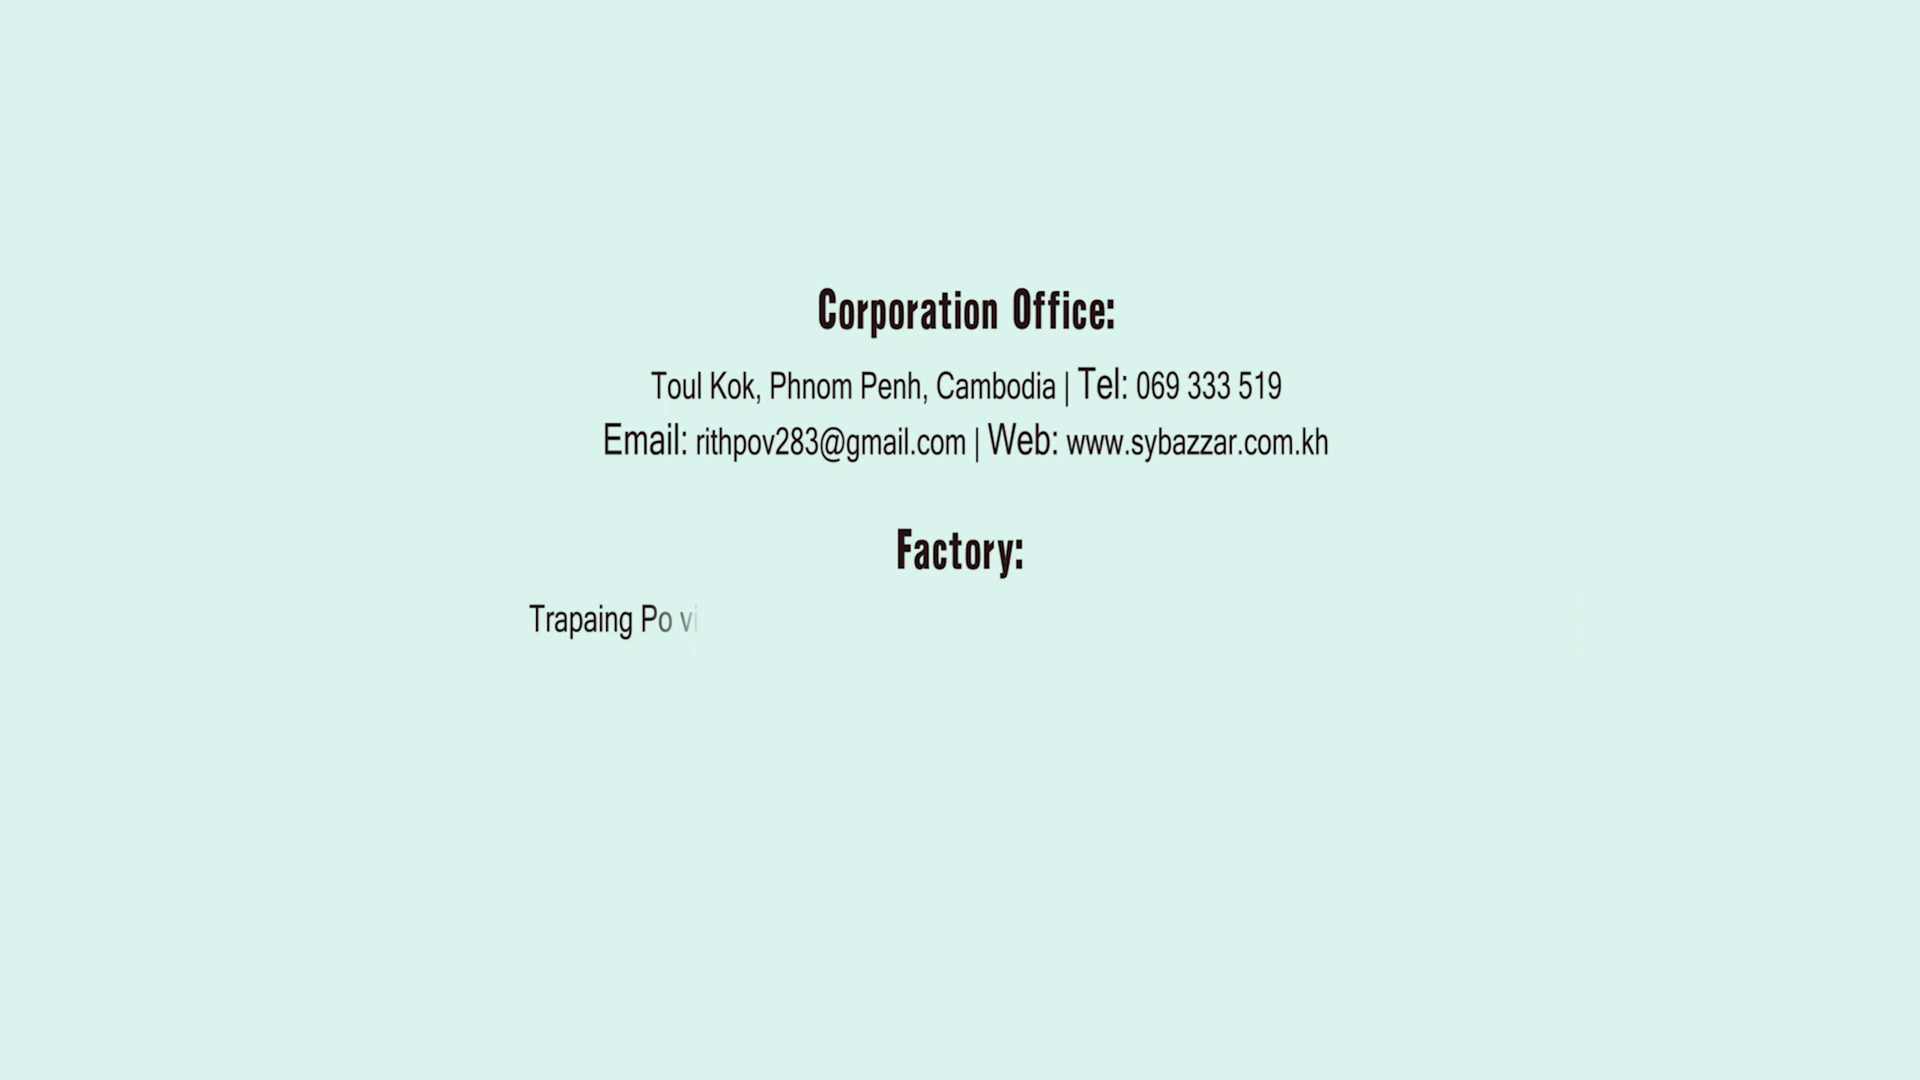 Corporation Office:
Toul Kok, Phnom Penh, Cambodia | Tel: 069 333 519
Email: rithpov283@gmail.com | Web: www.sybazzar.com.kh
Factory:
Trapaing Po vi